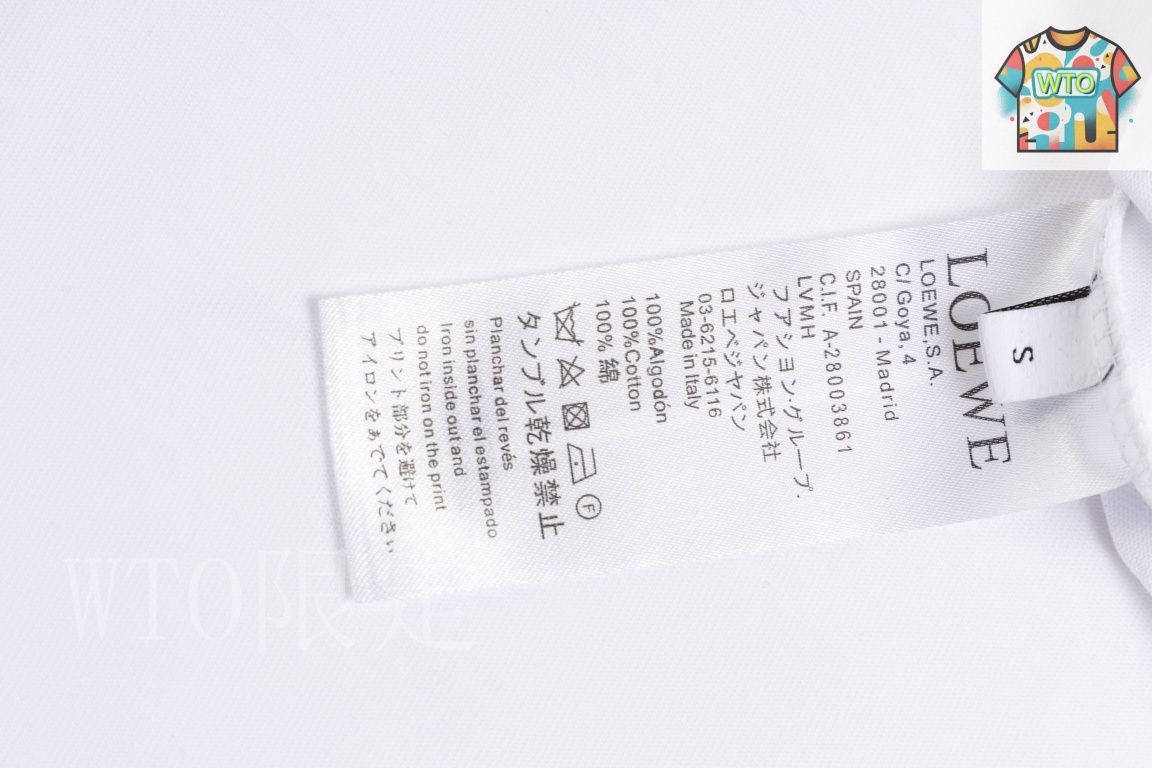 WTO
LOEWE
S
LOEWE,S.A.
C/ Goya, 4
28001 - Madrid
SPAIN
C.I.F. A-28003861
LVMH
ファション・グループ・
ジャパン株式会社
ロエベジャパン
03-6215-6116
Made in Italy
100%Algodón
100%Cotton
100% 綿
F
タンブル乾燥禁止
Planchar del revés
sin planchar el estampado
Iron inside out and
do not iron on the print
プリント部分を避けて
アイロンをあててください
WTO限定